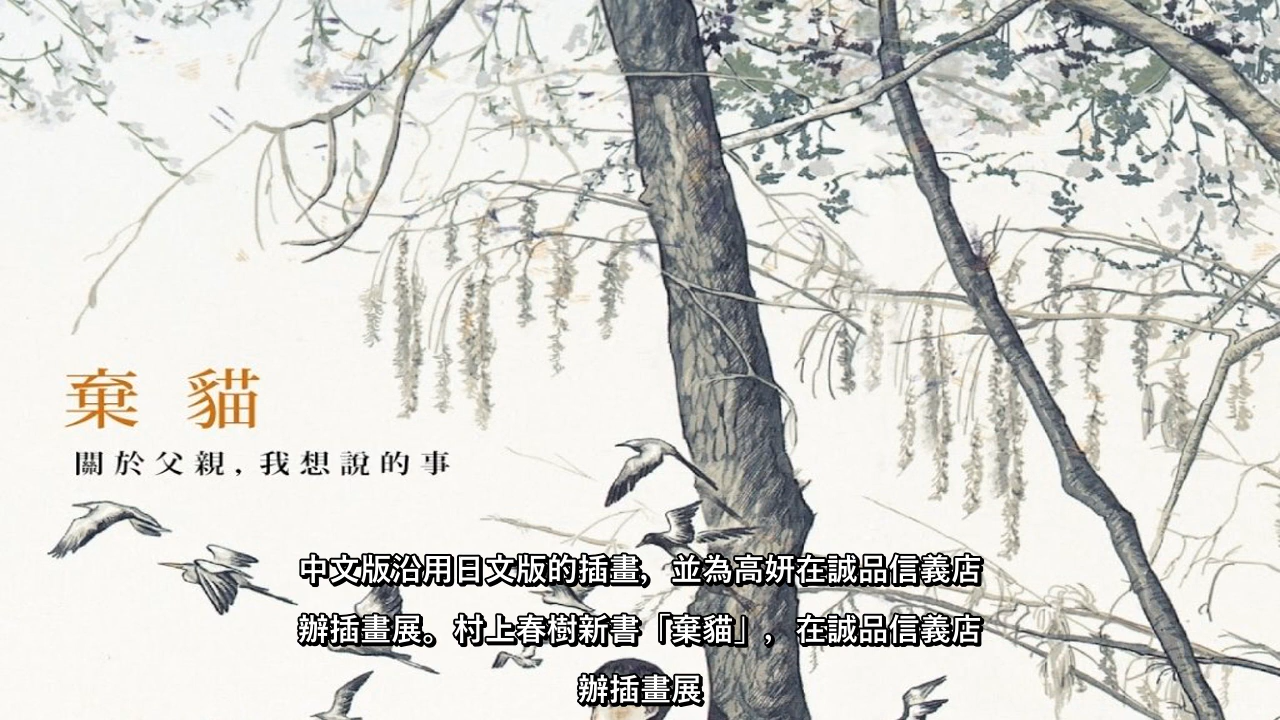 棄貓
關於父親,我想說的事
中文版沿用日文版的插畫，並為高妍在誠品信義店
辦插畫展。村上春樹新書「棄貓」，在誠品信義店
辦插畫展